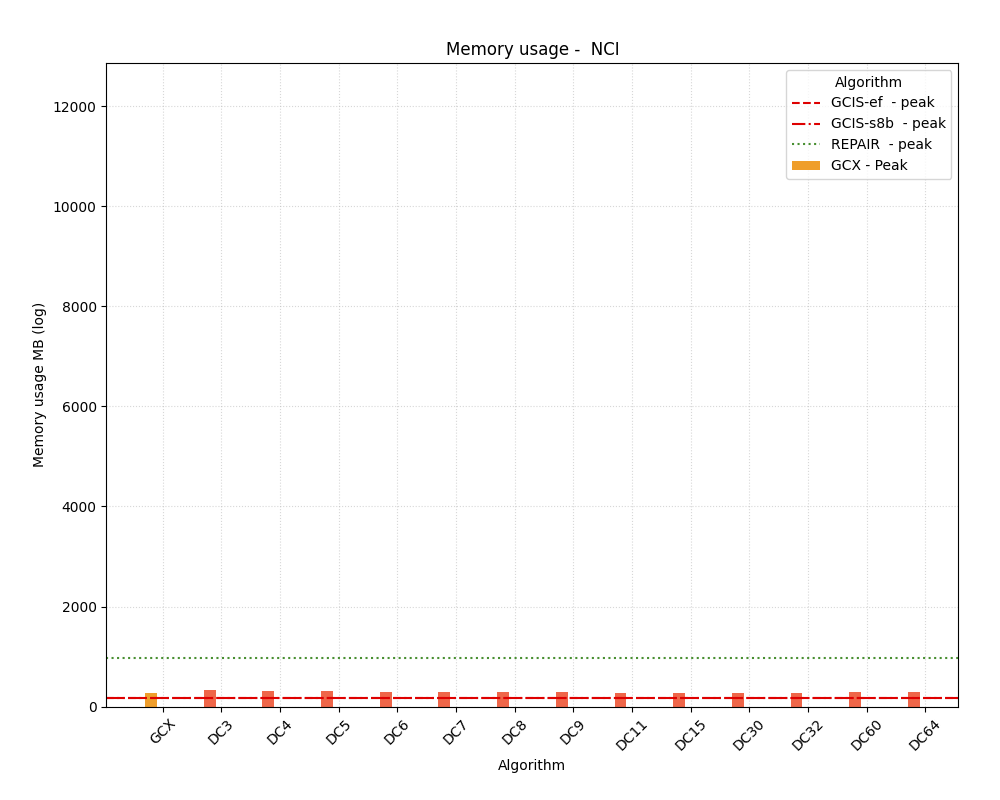 Memory usage -  NCI
Algorithm
GCIS-ef  - peak
GCIS-s8b  - peak
REPAIR  - peak
GCX - Peak
Memory usage MB (log)
12000
10000
8000
6000
4000
2000
0
GCX
DC3
DC4
DC5
DC6
DC7
DC8
DC9
DC11
DC15
DC30
DC32
DC60
DC64
Algorithm